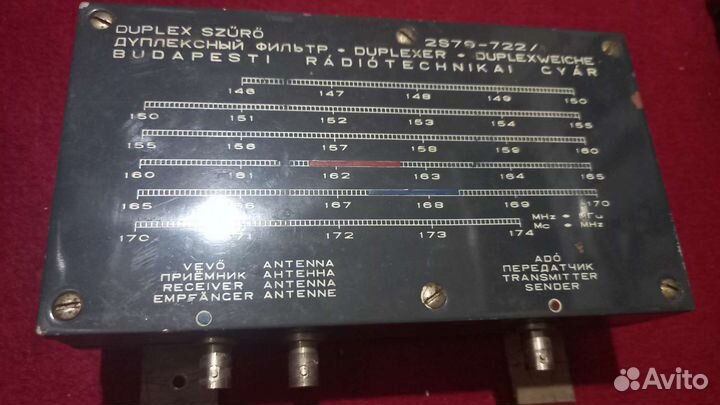 DUPLEX SZŰRŐ 2S79-722/
ДУПЛЕКСНЫЙ ФИЛЬТР • DUPLEXER • DUPLEXWEICHE
BUDAPESTI RÁDIÓTECHNIKAI GYÁR
146 147 148 149 150
150 151 152 153 154 155
155 156 157 158 159 160
160 161 162 163 164 165
165 166 167 168 169 170
170 171 172 173 174
MHz • МГц
Mc • MHz
VEVŐ ANTENNA
ПРИЁМНИК АНТЕННА
RECEIVER ANTENNA
EMPFÄNGER ANTENNE
ADÓ
ПЕРЕДАТЧИК
TRANSMITTER
SENDER
Avito